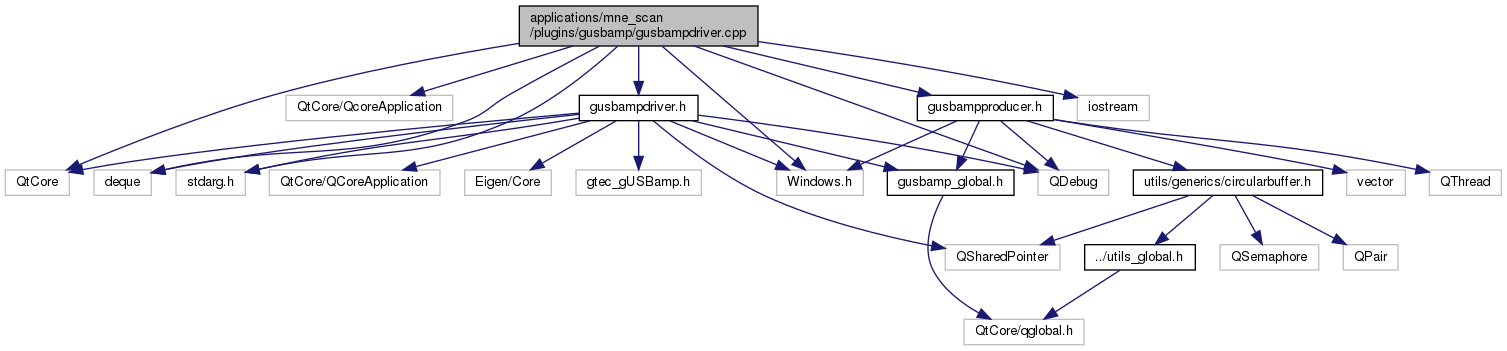 applications/mne_scan
/plugins/gusbamp/gusbampdriver.cpp
QtCore/QcoreApplication
gusbampdriver.h
gusbampproducer.h
iostream
QtCore
deque
stdarg.h
QtCore/QCoreApplication
Eigen/Core
gtec_gUSBamp.h
Windows.h
gusbamp_global.h
QDebug
utils/generics/circularbuffer.h
vector
QThread
QSharedPointer
../utils_global.h
QSemaphore
QPair
QtCore/qglobal.h